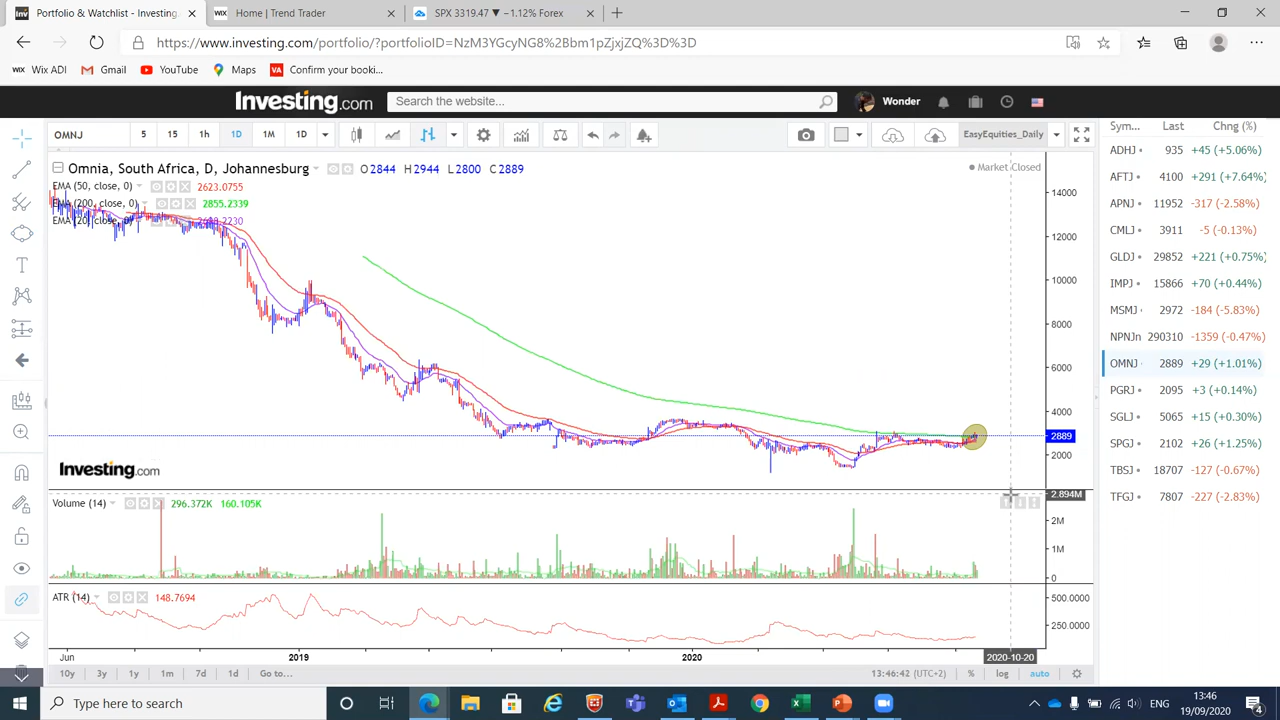 Portfolio & Watchlist - Investing.
WIX Home | Trend Trader
SPX 3319.47 ▼ −1.12% Forex
https://www.investing.com/portfolio/?portfolioID=NzM3YGcyNG8%2Bbm1pZjxjZQ%3D%3D
WIX Wix ADI Gmail YouTube Maps VA Confirm your booki...
Investing.com Search the website... Wonder
OMNJ 5 15 1h 1D 1M 1D EasyEquities_Daily
Omnia, South Africa, D, Johannesburg O 2844 H 2944 L 2800 C 2889 Market Closed
EMA (50, close, 0) 2623.0755
EMA (200, close, 0) 2855.2339
EMA (20, close, 0)
14000
12000
10000
8000
6000
4000
2889
2000
Investing.com
Volume (14) 296.372K 160.105K
2.894M
2M
1M
0
ATR (14) 148.7694
500.0000
250.0000
Jun 2019 2020 2020-10-20
10y 3y 1y 1m 7d 1d Go to... 13:46:42 (UTC+2) % log auto
Sym... Last Chng (%)
ADHJ 935 +45 (+5.06%)
AFTJ 4100 +291 (+7.64%)
APNJ 11952 -317 (-2.58%)
CMLJ 3911 -5 (-0.13%)
GLDJ 29852 +221 (+0.75%)
IMPJ 15866 +70 (+0.44%)
MSMJ 2972 -184 (-5.83%)
NPNJn 290310 -1359 (-0.47%)
OMNJ 2889 +29 (+1.01%)
PGRJ 2095 +3 (+0.14%)
SGLJ 5065 +15 (+0.30%)
SPGJ 2102 +26 (+1.25%)
TBSJ 18707 -127 (-0.67%)
TFGJ 7807 -227 (-2.83%)
Type here to search
ENG
13:46
19/09/2020
4